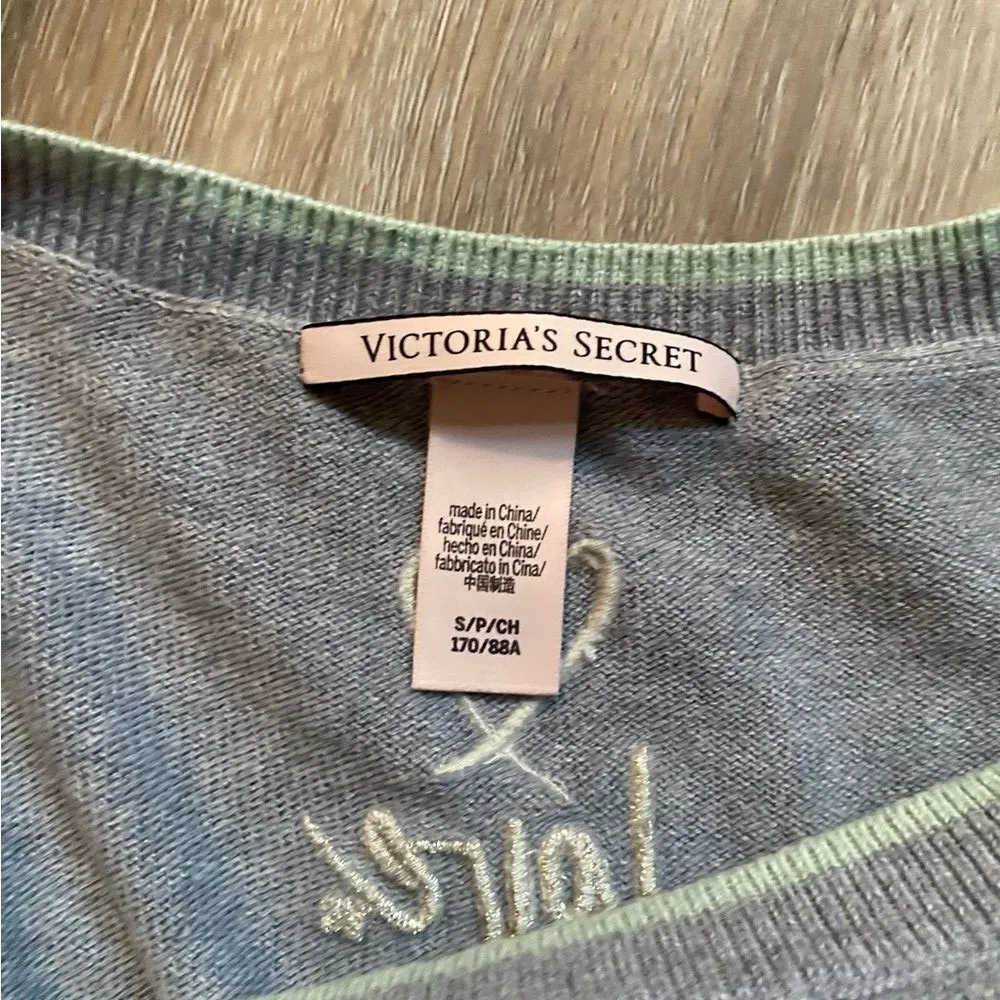 VICTORIA'S SECRET
made in China/
fabriqué en Chine/
hecho en China/
fabbricato in Cina/
中国制造
S/P/CH
170/88A